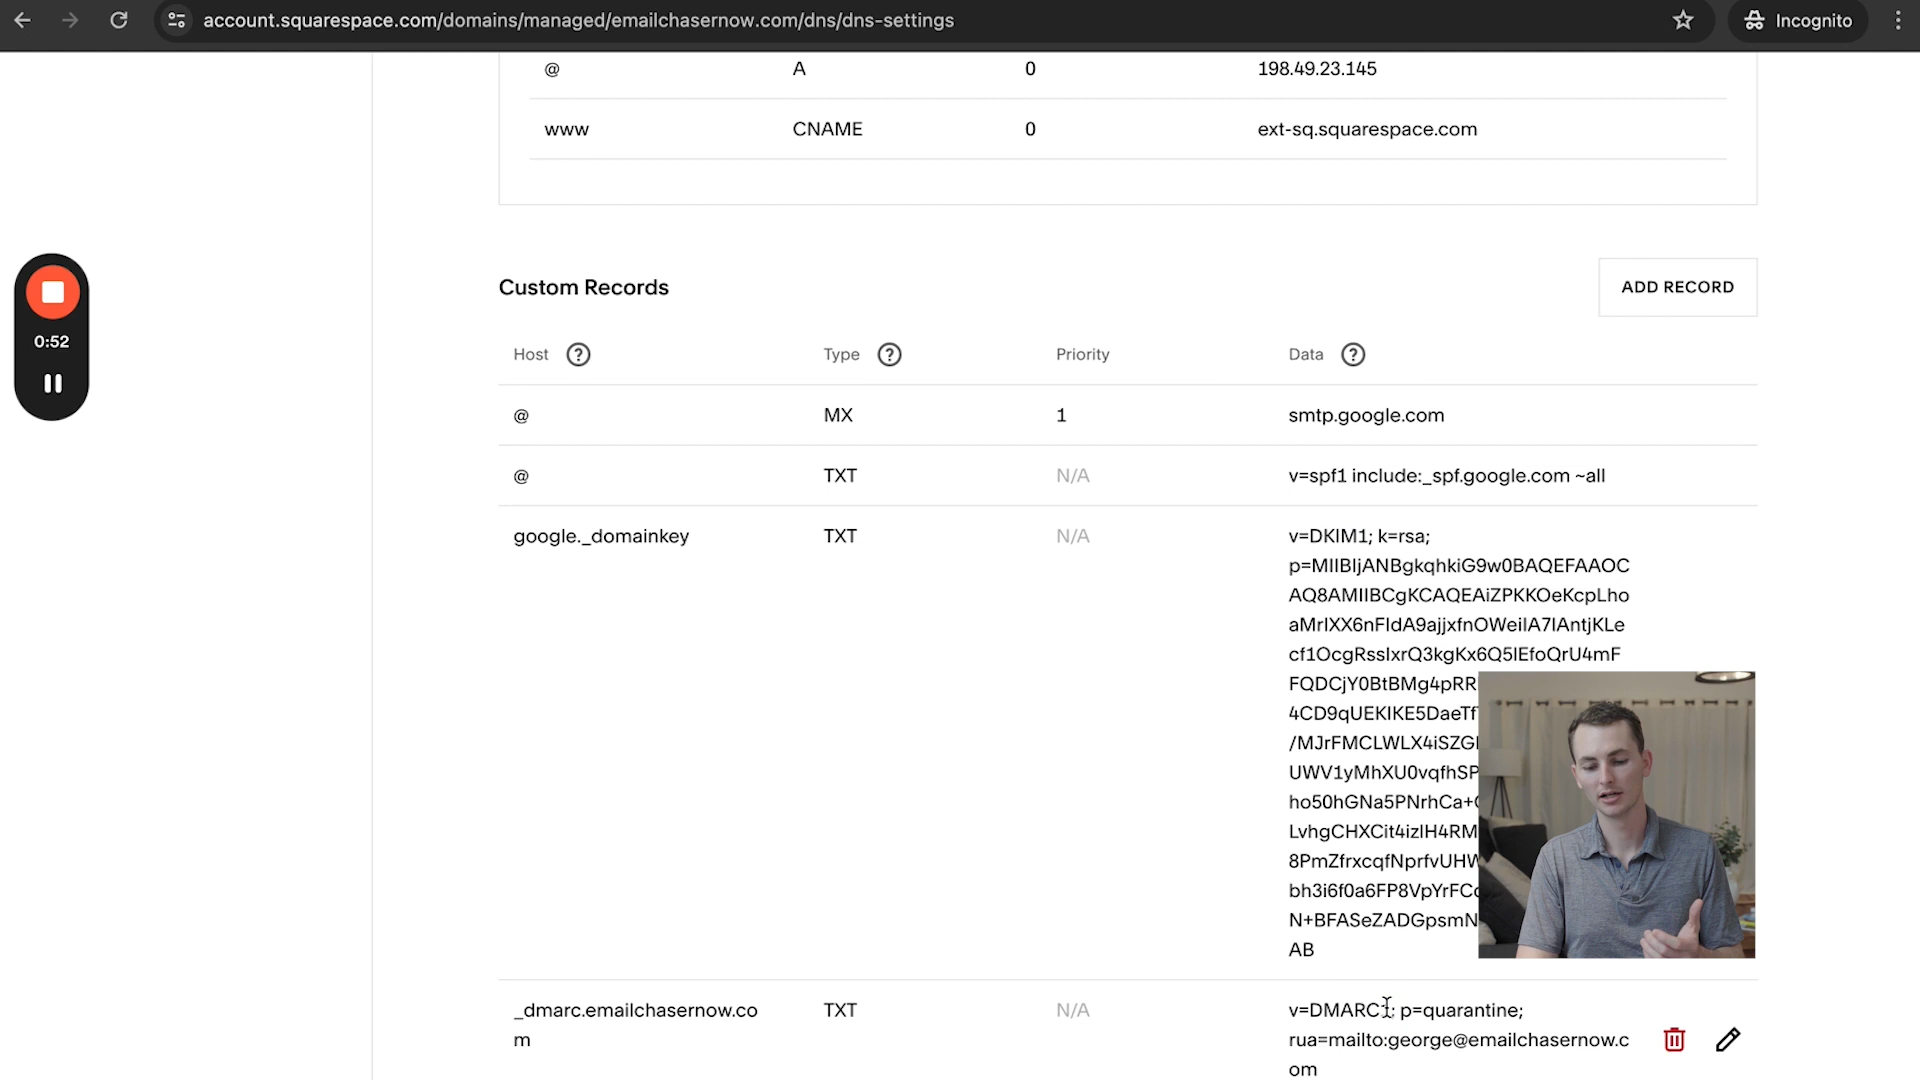 account.squarespace.com/domains/managed/emailchasernow.com/dns/dns-settings
Incognito
@ A 0 198.49.23.145
www CNAME 0 ext-sq.squarespace.com
Custom Records
ADD RECORD
0:52
Host ? Type ? Priority Data ?
@ MX 1 smtp.google.com
@ TXT N/A v=spf1 include:_spf.google.com ~all
google._domainkey TXT N/A v=DKIM1; k=rsa;
p=MIIBIjANBgkqhkiG9w0BAQEFAAOC
AQ8AMIIBCgKCAQEAiZPKKOeKcpLho
aMrIXX6nFIdA9ajjxfnOWeiIA7IAntjKLe
cf1OcgRssIxrQ3kgKx6Q5IEfoQrU4mF
FQDCjY0BtBMg4pRR
4CD9qUEKIKE5DaeTf
/MJrFMCLWLX4iSZG
UWV1yMhXU0vqfhSP
ho50hGNa5PNrhCa+
LvhgCHXCit4izIH4RM
8PmZfrxcqfNprfvUHW
bh3i6f0a6FP8VpYrFC
N+BFASeZADGpsmN
AB
_dmarc.emailchasernow.co TXT N/A v=DMARC1; p=quarantine;
m
rua=mailto:george@emailchasernow.c
om